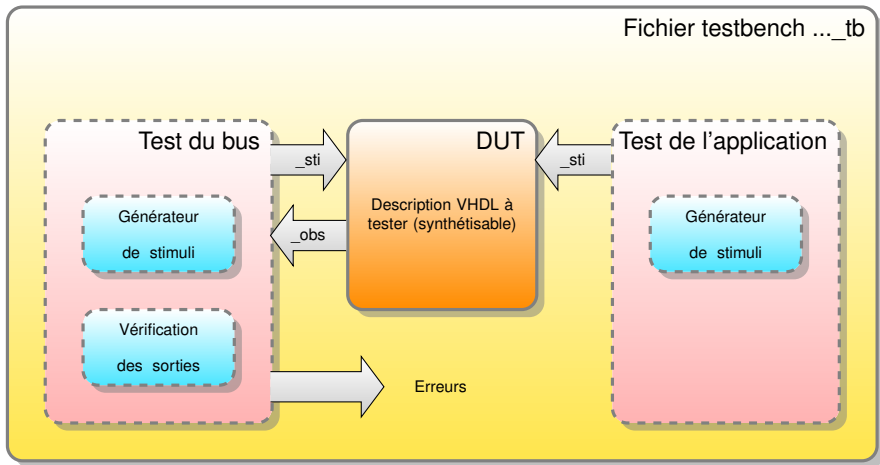 Fichier testbench ..._tb
Test du bus
DUT
Test de l'application
_sti
_sti
Description VHDL à
tester (synthétisable)
Générateur
de stimuli
_obs
Générateur
de stimuli
Vérification
des sorties
Erreurs